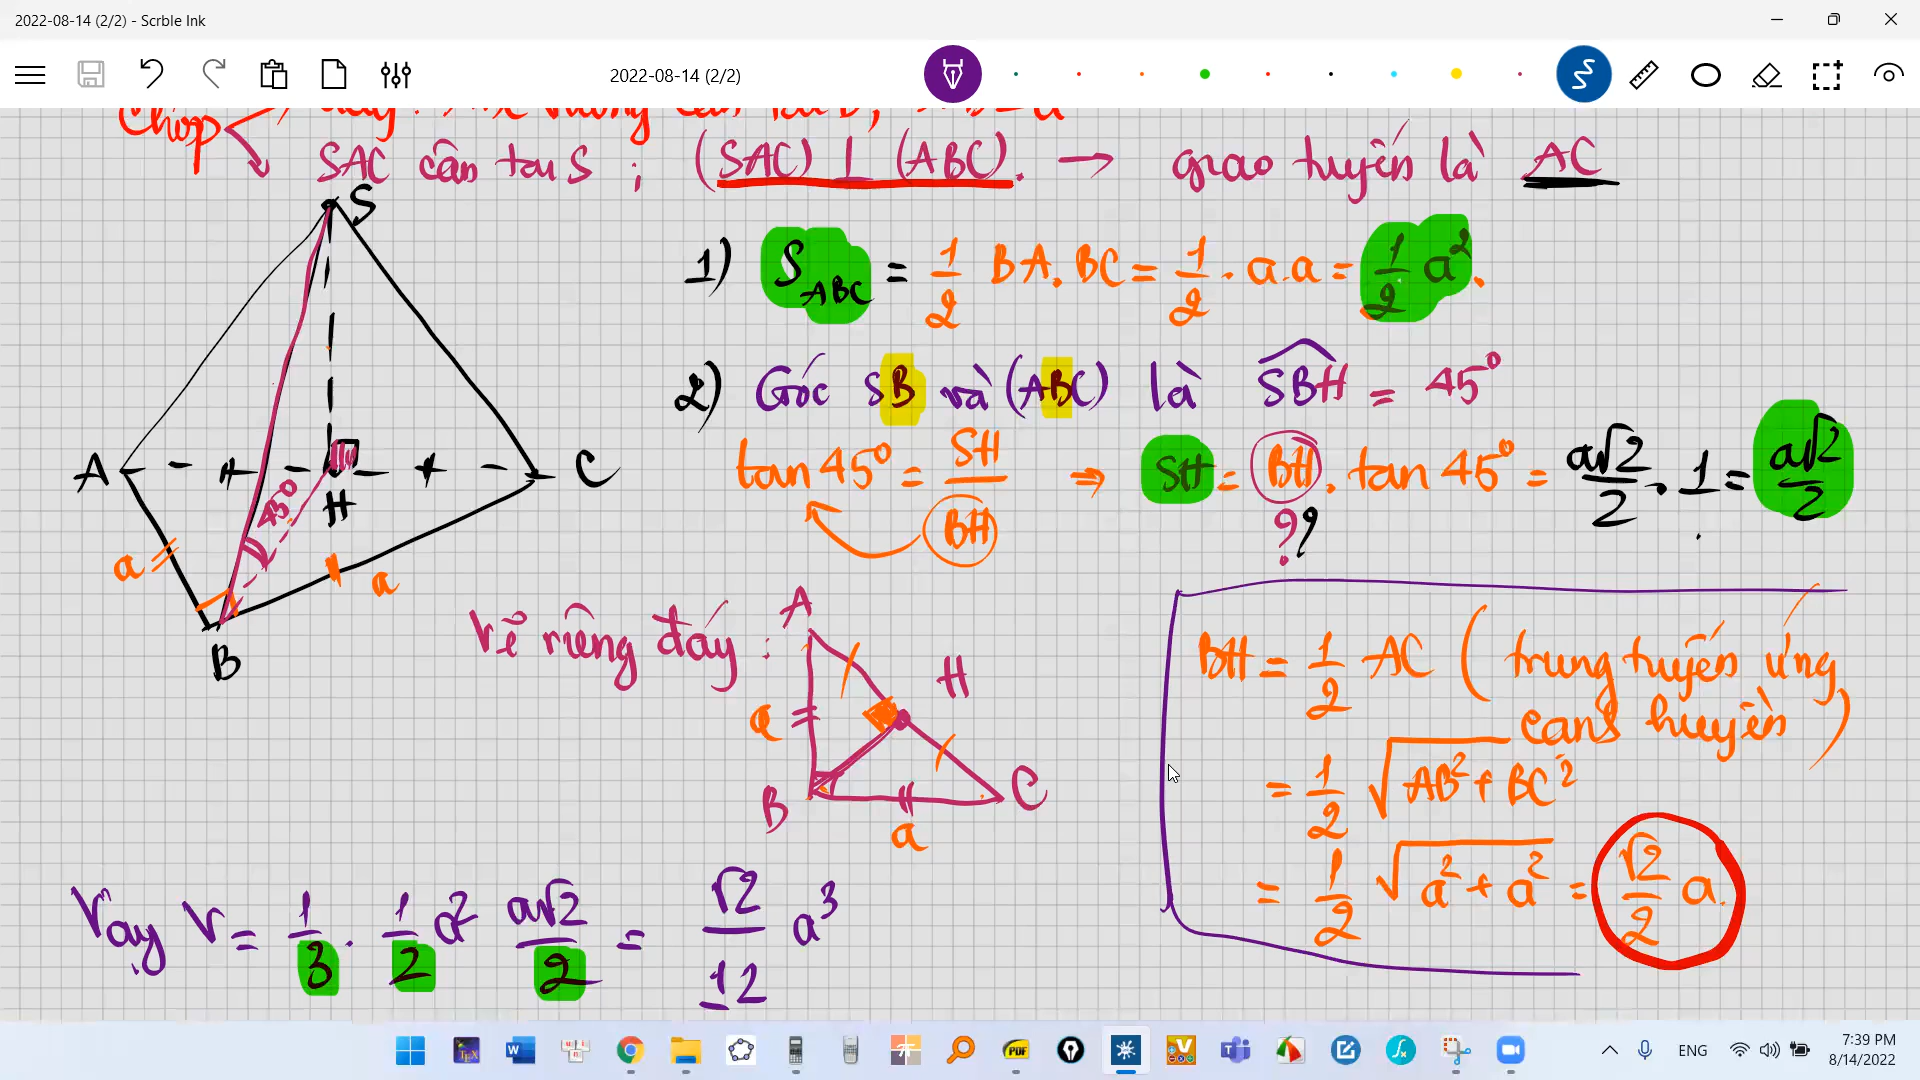 2022-08-14 (2/2) - Scrble Ink
2022-08-14 (2/2)
Chóp
SAC cân tại S ; (SAC) ⊥ (ABC). → giao tuyến là AC
S
A
C
H
B
45°
a
a
1) S_ABC = 1/2 BA.BC = 1/2 . a.a = 1/2 a².
2) Góc SB và (ABC) là SBH = 45°
tan 45° = SH/BH ⇒ SH = BH . tan 45° = a√2/2 . 1 = a√2/2
??
Vẽ riêng đáy :
A
H
a
B
C
a
BH = 1/2 AC ( trung tuyến ứng
cạnh huyền )
= 1/2 √AB² + BC²
= 1/2 √a² + a² = √2/2 a.
Vậy V = 1/3 . 1/2 a² a√2/2 = √2/12 a³
ENG
7:39 PM
8/14/2022